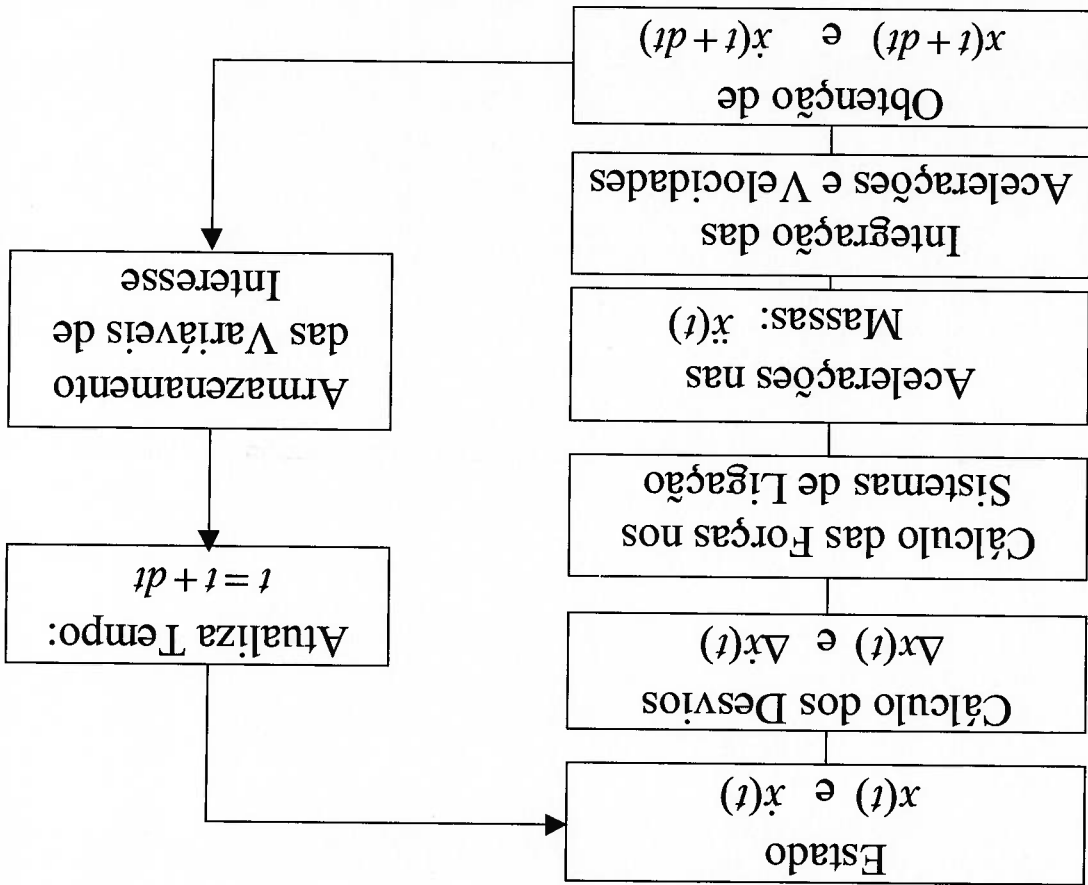 Estado
x(t) e ẋ(t)
Cálculo dos Desvios
Δx(t) e Δẋ(t)
Cálculo das Forças nos
Sistemas de Ligação
Acelerações nas
Massas: ẍ(t)
Integração das
Acelerações e Velocidades
Obtenção de
x(t + dt) e ẋ(t + dt)
Atualiza Tempo:
t = t + dt
Armazenamento
das Variáveis de
Interesse